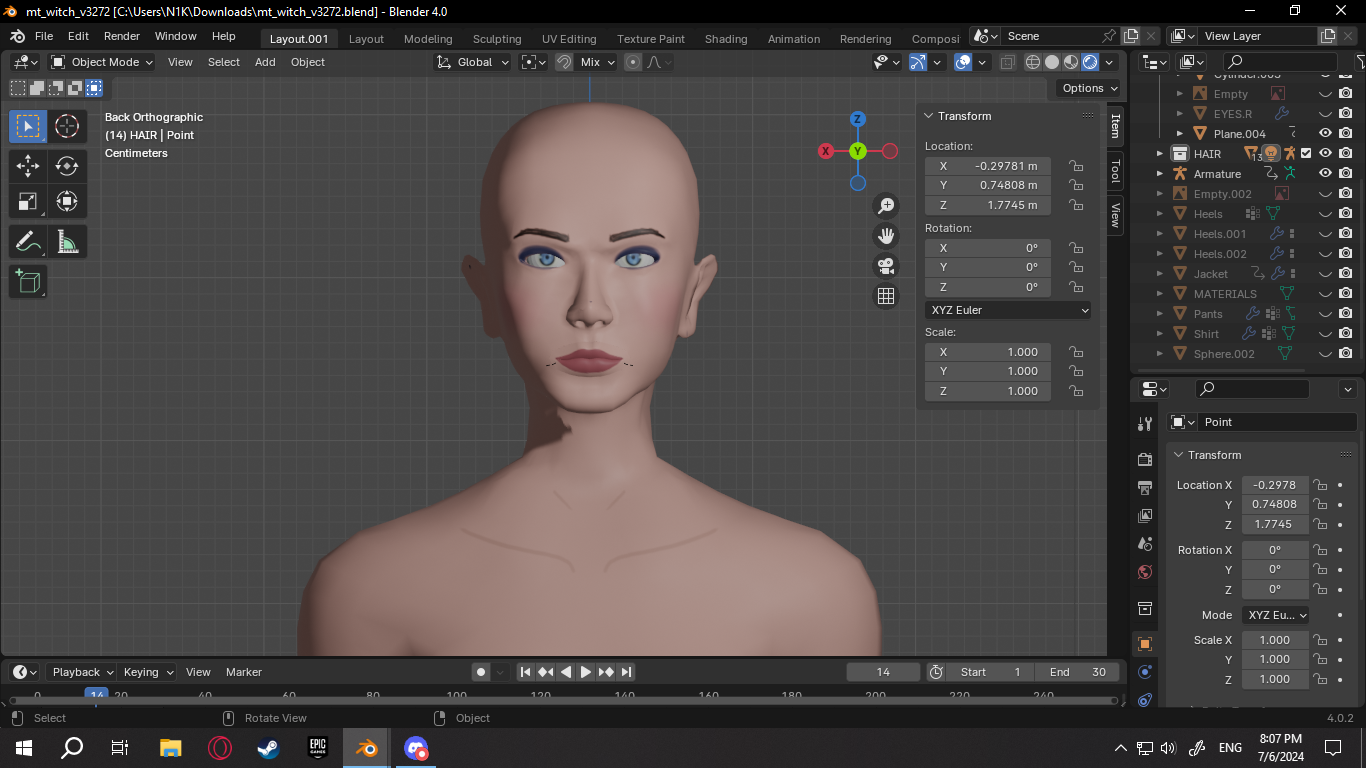 mt_witch_v3272 [C:\Users\N1K\Downloads\mt_witch_v3272.blend] - Blender 4.0
File Edit Render Window Help Layout.001 Layout Modeling Sculpting UV Editing Texture Paint Shading Animation Rendering Composi Scene View Layer
Object Mode View Select Add Object Global Mix
Options
Back Orthographic
(14) HAIR | Point
Centimeters
Z
X
Y
Transform
Location:
X -0.29781 m
Y 0.74808 m
Z 1.7745 m
Rotation:
X 0°
Y 0°
Z 0°
XYZ Euler
Scale:
X 1.000
Y 1.000
Z 1.000
Item
Tool
View
Cylinder.003
Empty
EYES.R
Plane.004
HAIR 13
Armature
Empty.002
Heels
Heels.001
Heels.002
Jacket
MATERIALS
Pants
Shirt
Sphere.002
Point
Transform
Location X -0.2978
Y 0.74808
Z 1.7745
Rotation X 0°
Y 0°
Z 0°
Mode XYZ Eu...
Scale X 1.000
Y 1.000
Z 1.000
Playback Keying View Marker 14 Start 1 End 30
0 14 20 40 60 80 100 120 140 160 180 200 220 240
Select Rotate View Object 4.0.2
EPIC
GAMES
ENG
8:07 PM
7/6/2024